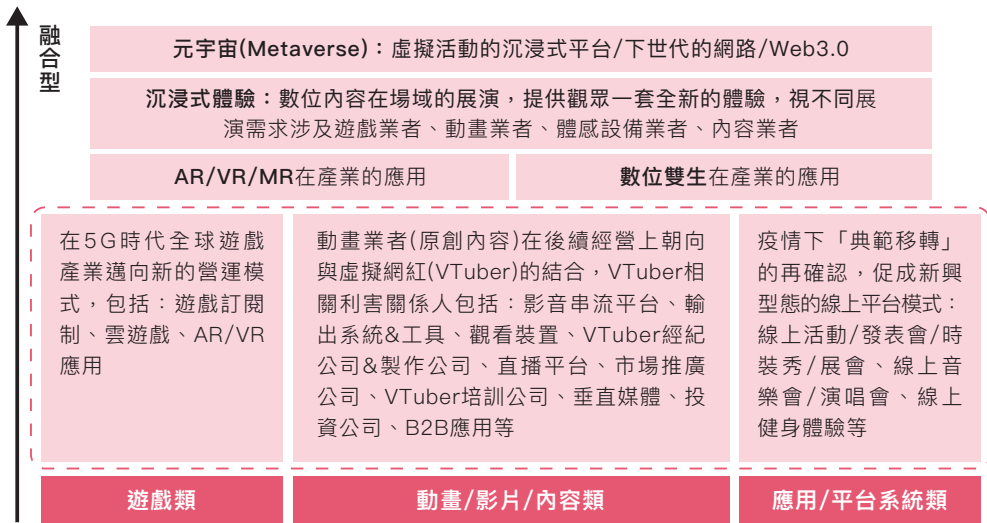 融合型
元宇宙(Metaverse)：虛擬活動的沉浸式平台/下世代的網路/Web3.0
沉浸式體驗：數位內容在場域的展演，提供觀眾一套全新的體驗，視不同展
演需求涉及遊戲業者、動畫業者、體感設備業者、內容業者
AR/VR/MR在產業的應用
數位雙生在產業的應用
在5G時代全球遊戲
產業邁向新的營運模
式，包括：遊戲訂閱
制、雲遊戲、AR/VR
應用
動畫業者(原創內容)在後續經營上朝向
與虛擬網紅(VTuber)的結合，VTuber相
關利害關係人包括：影音串流平台、輸
出系統&工具、觀看裝置、VTuber經紀
公司&製作公司、直播平台、市場推廣
公司、VTuber培訓公司、垂直媒體、投
資公司、B2B應用等
疫情下「典範移轉」
的再確認，促成新興
型態的線上平台模式：
線上活動/發表會/時
裝秀/展會、線上音
樂會/演唱會、線上
健身體驗等
遊戲類
動畫/影片/內容類
應用/平台系統類